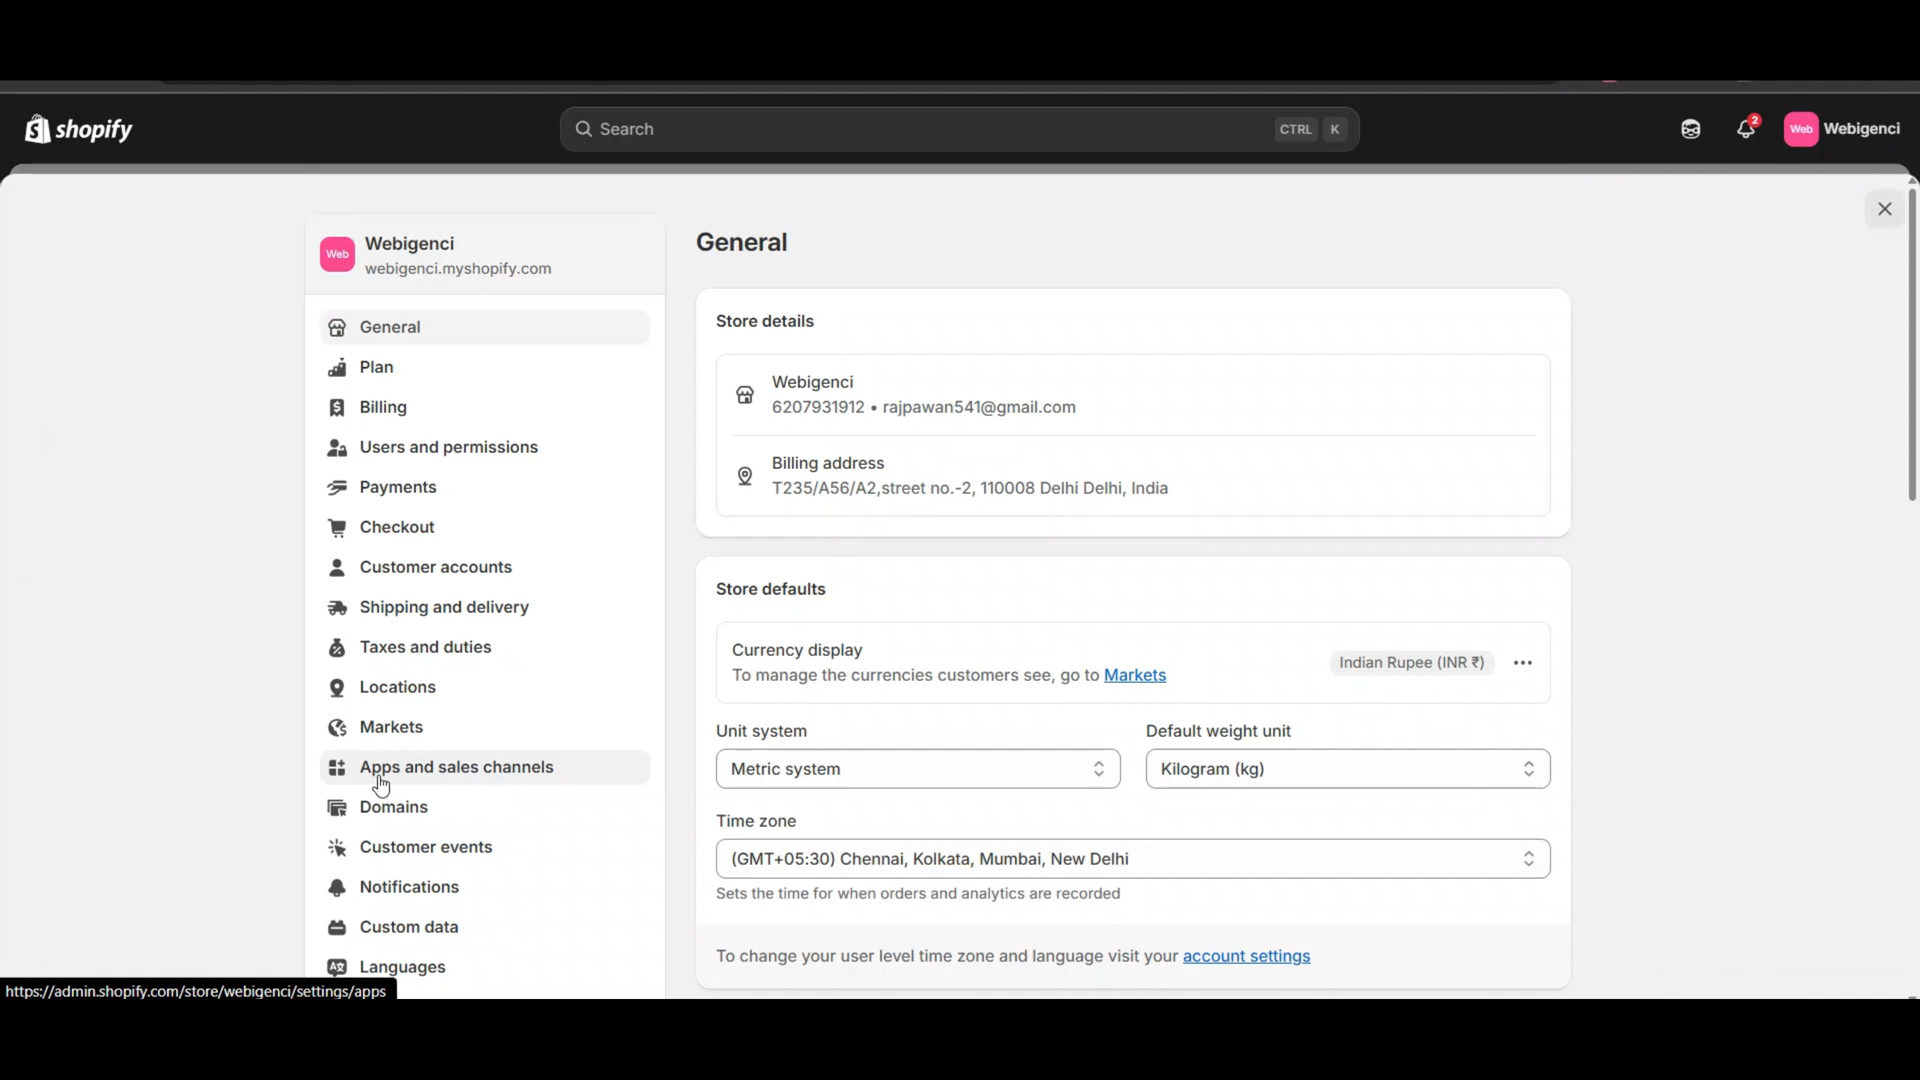 shopify
Search
CTRL K
2
Web
Webigenci
Web
Webigenci
webigenci.myshopify.com
General
Plan
Billing
Users and permissions
Payments
Checkout
Customer accounts
Shipping and delivery
Taxes and duties
Locations
Markets
Apps and sales channels
Domains
Customer events
Notifications
Custom data
Languages
General
Store details
Webigenci
6207931912 • rajpawan541@gmail.com
Billing address
T235/A56/A2,street no.-2, 110008 Delhi Delhi, India
Store defaults
Currency display
To manage the currencies customers see, go to Markets
Indian Rupee (INR ₹)
Unit system
Metric system
Default weight unit
Kilogram (kg)
Time zone
(GMT+05:30) Chennai, Kolkata, Mumbai, New Delhi
Sets the time for when orders and analytics are recorded
To change your user level time zone and language visit your account settings
https://admin.shopify.com/store/webigenci/settings/apps